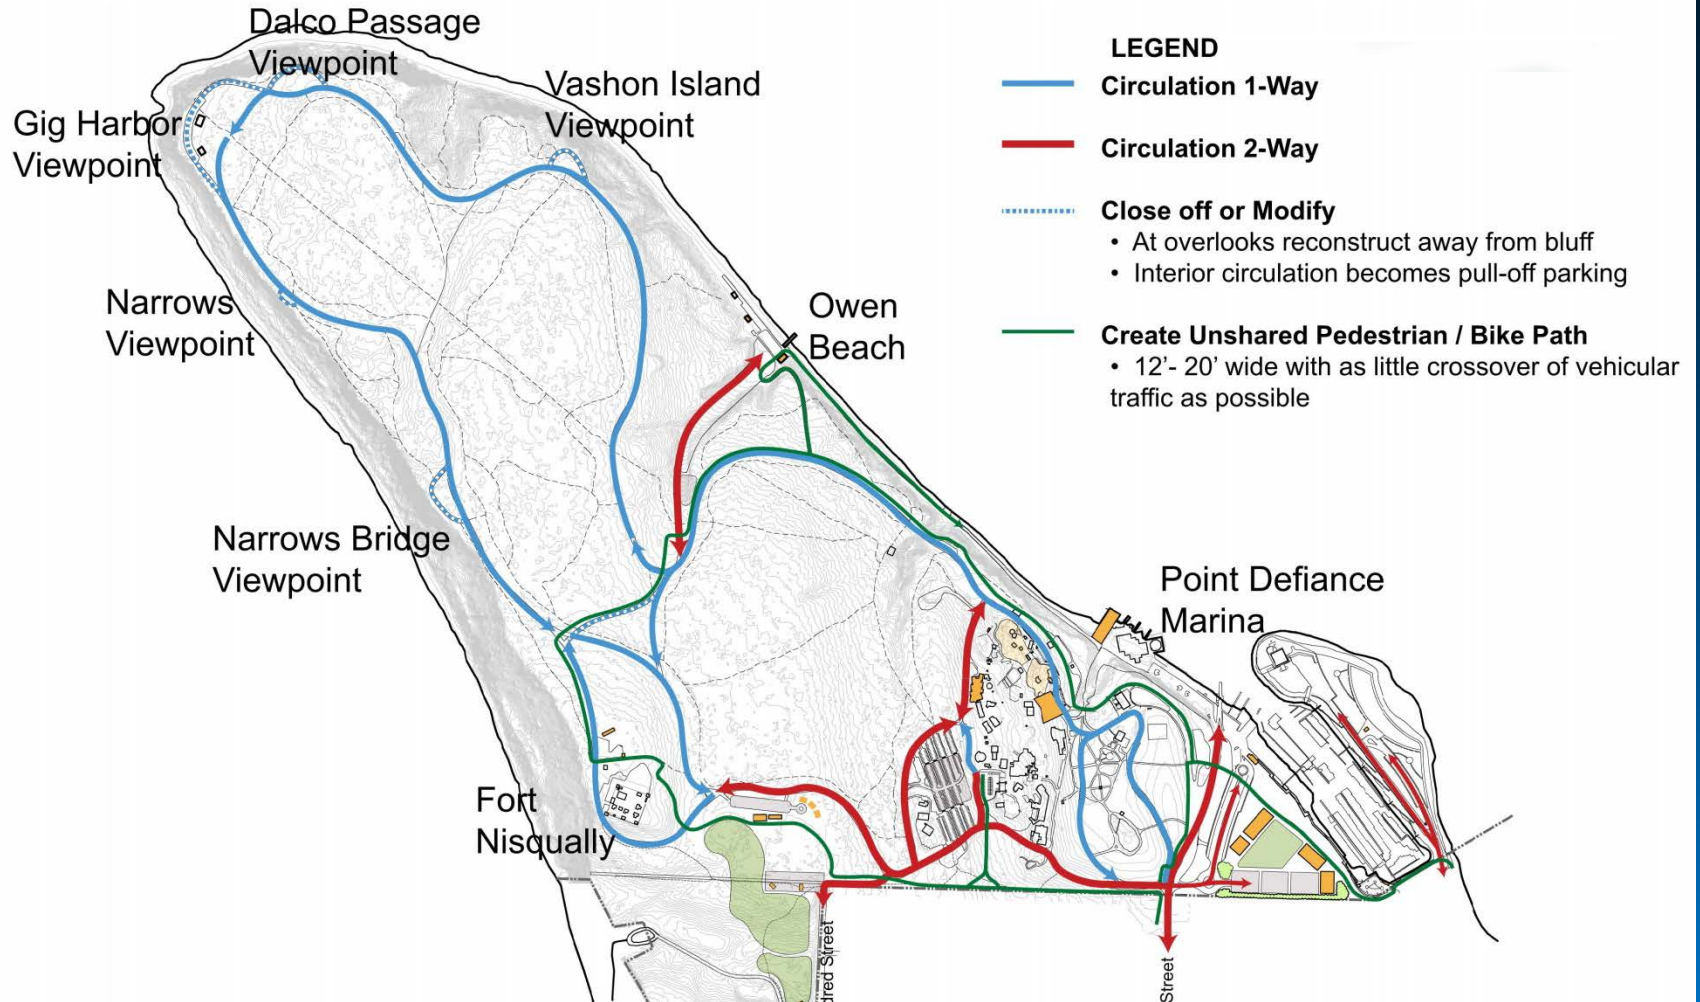 Dalco Passage
Viewpoint
Vashon Island
Viewpoint
Gig Harbor
Viewpoint
Narrows
Viewpoint
Owen
Beach
Narrows Bridge
Viewpoint
Point Defiance
Marina
Fort
Nisqually
dred Street
Street
LEGEND
Circulation 1-Way
Circulation 2-Way
Close off or Modify
• At overlooks reconstruct away from bluff
• Interior circulation becomes pull-off parking
Create Unshared Pedestrian / Bike Path
• 12’- 20’ wide with as little crossover of vehicular
traffic as possible